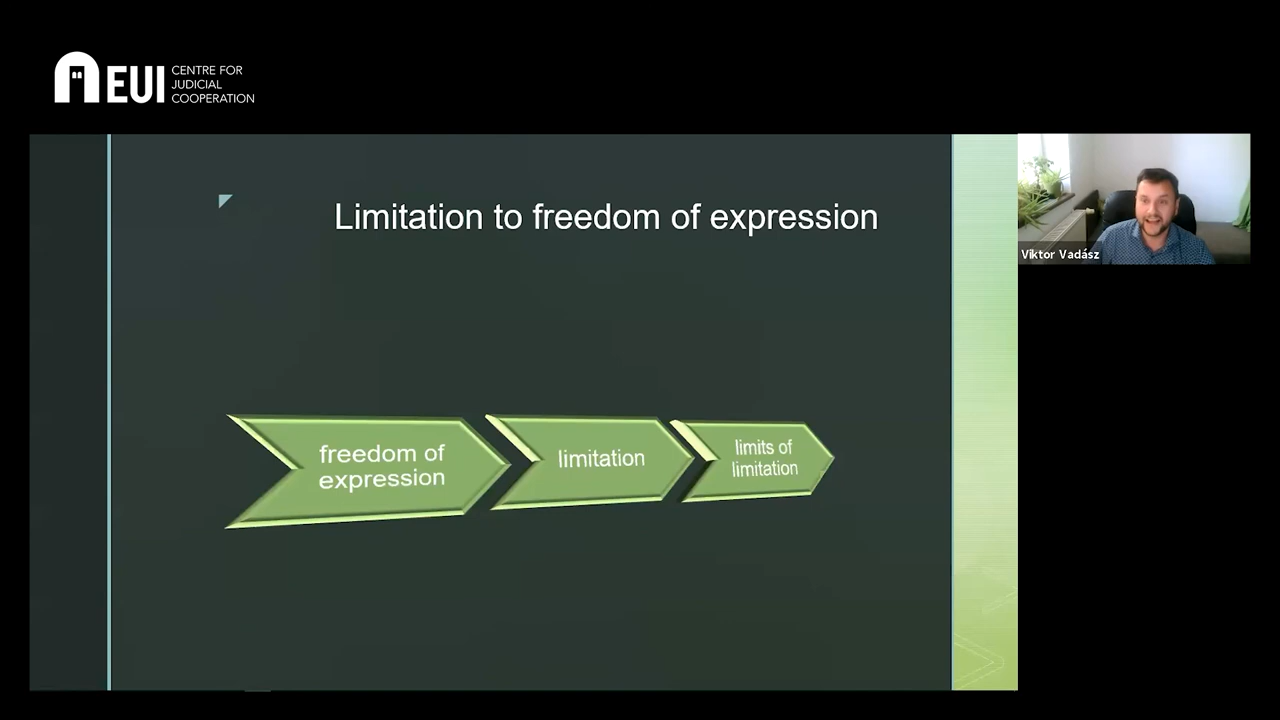 EUI
CENTRE FOR
JUDICIAL
COOPERATION
Limitation to freedom of expression
Viktor Vadász
freedom of
expression
limitation
limits of
limitation